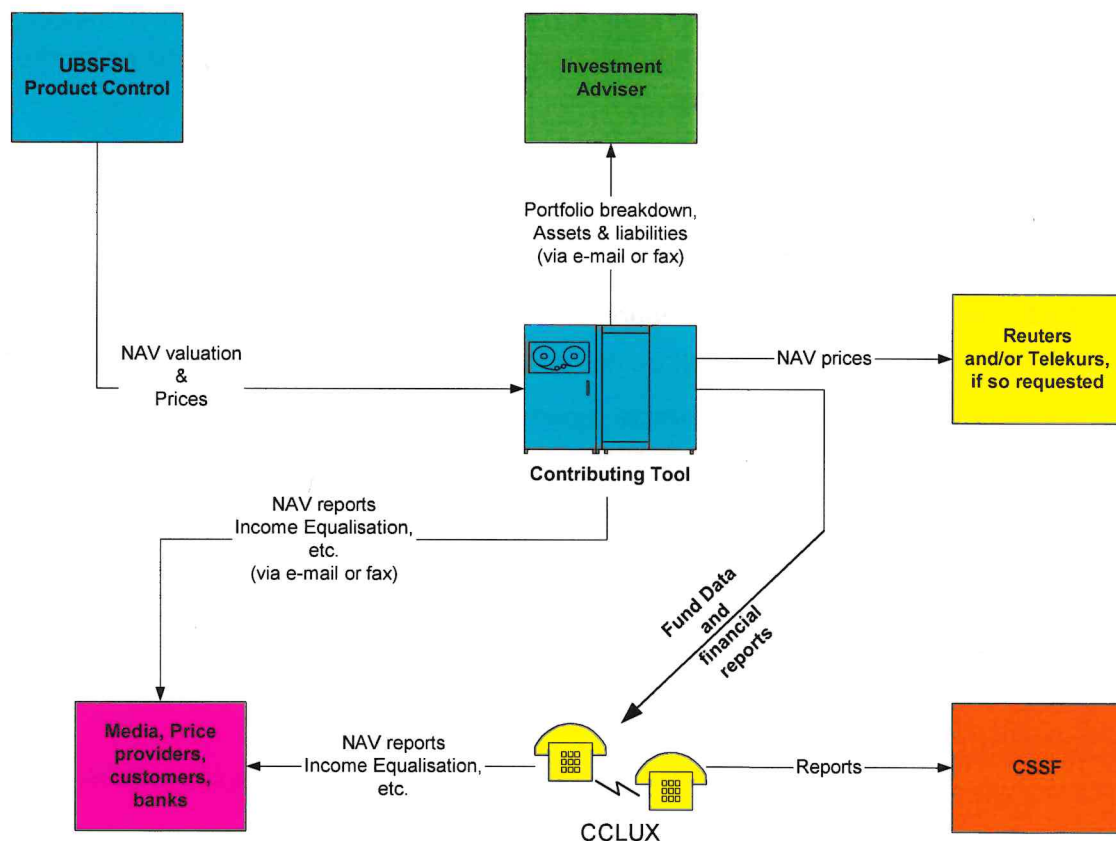 UBSFSL
Product Control
Investment
Adviser
Portfolio breakdown,
Assets & liabilities
(via e-mail or fax)
NAV valuation
&
Prices
NAV prices
Reuters
and/or Telekurs,
if so requested
Contributing Tool
NAV reports
Income Equalisation,
etc.
(via e-mail or fax)
Fund Data
and
financial
reports
Media, Price
providers,
customers,
banks
NAV reports
Income Equalisation,
etc.
Reports
CSSF
CCLUX